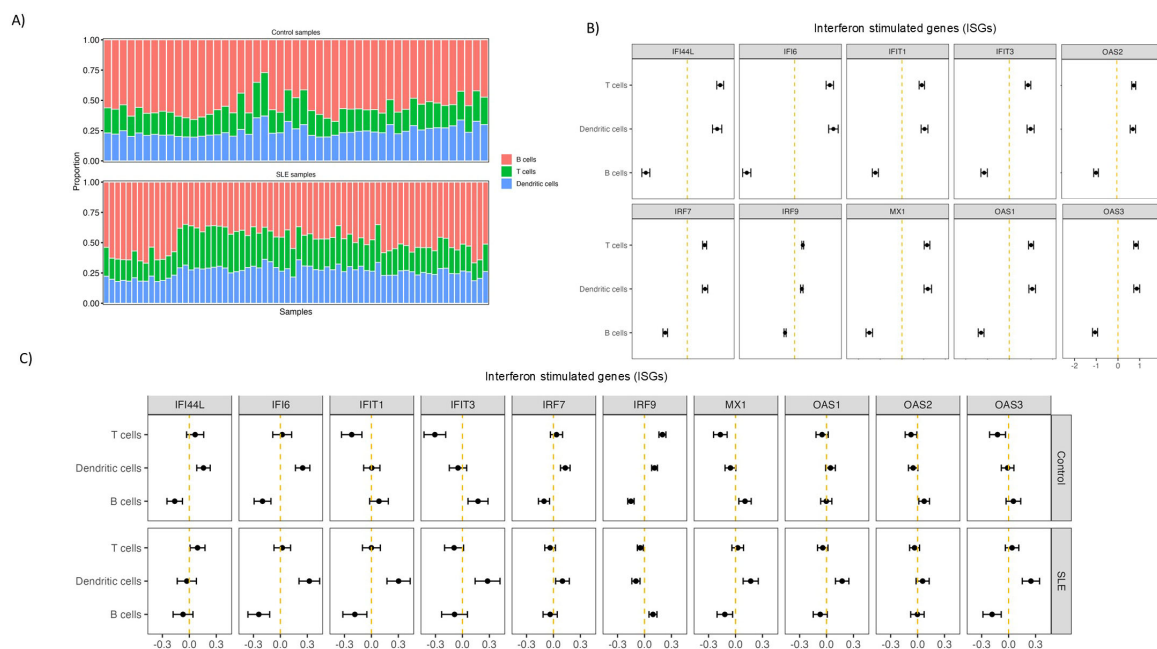 A)
Control samples
1.00
0.75
0.50
0.25
0.00
SLE samples
1.00
0.75
0.50
0.25
0.00
Proportion
Samples
B cells
T cells
Dendritic cells
B)
Interferon stimulated genes (ISGs)
IFI44L IFI6 IFIT1 IFIT3 OAS2
T cells
Dendritic cells
B cells
IRF7 IRF9 MX1 OAS1 OAS3
T cells
Dendritic cells
B cells
-2 -1 0 1
C)
Interferon stimulated genes (ISGs)
IFI44L IFI6 IFIT1 IFIT3 IRF7 IRF9 MX1 OAS1 OAS2 OAS3
T cells
Dendritic cells
B cells
Control
T cells
Dendritic cells
B cells
SLE
-0.3 0.0 0.3 -0.3 0.0 0.3 -0.3 0.0 0.3 -0.3 0.0 0.3 -0.3 0.0 0.3 -0.3 0.0 0.3 -0.3 0.0 0.3 -0.3 0.0 0.3 -0.3 0.0 0.3 -0.3 0.0 0.3